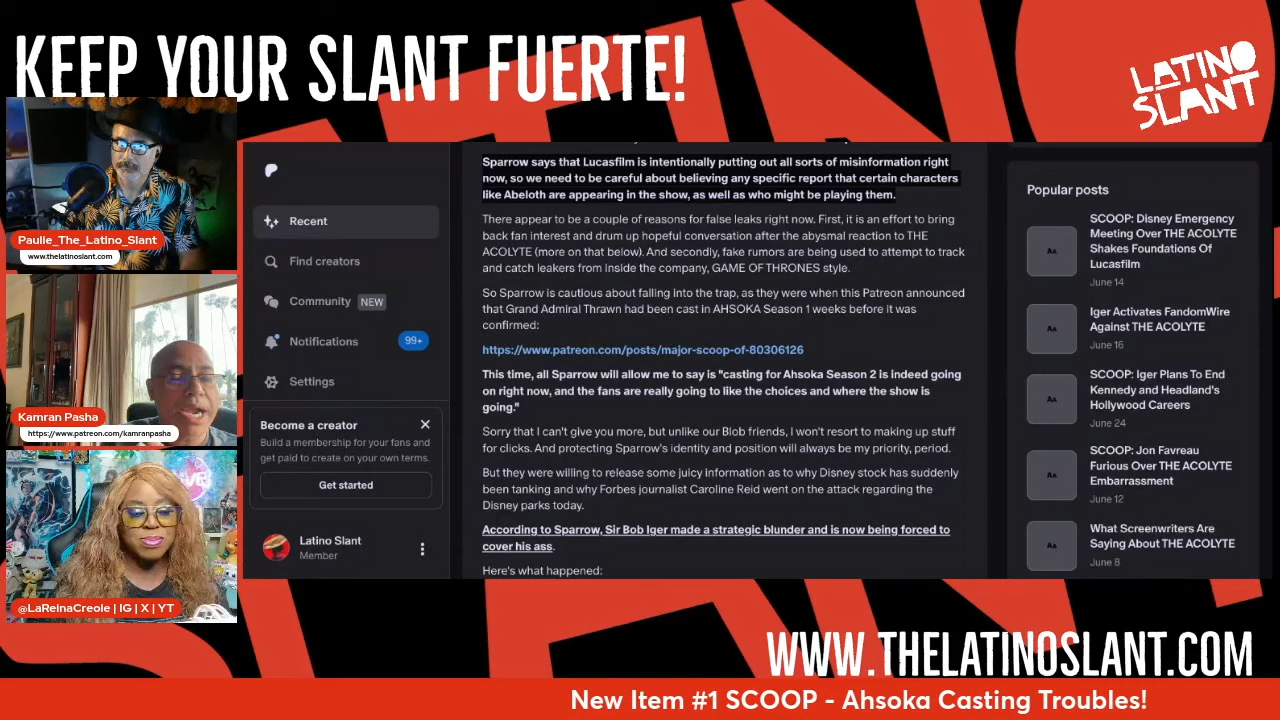 KEEP YOUR SLANT FUERTE!
LATINO
SLANT
Paulie_The_Latino_Slant
www.thelatinoslant.com
Kamran Pasha
https://www.patreon.com/kamranpasha
@LaReinaCreole | IG | X | YT
Recent
Find creators
Community NEW
Notifications 99+
Settings
Become a creator
Build a membership for your fans and
get paid to create on your own terms.
Get started
Latino Slant
Member
Sparrow says that Lucasfilm is intentionally putting out all sorts of misinformation right
now, so we need to be careful about believing any specific report that certain characters
like Abeloth are appearing in the show, as well as who might be playing them.
There appear to be a couple of reasons for false leaks right now. First, it is an effort to bring
back fan interest and drum up hopeful conversation after the abysmal reaction to THE
ACOLYTE (more on that below). And secondly, fake rumors are being used to attempt to track
and catch leakers from inside the company, GAME OF THRONES style.
So Sparrow is cautious about falling into the trap, as they were when this Patreon announced
that Grand Admiral Thrawn had been cast in AHSOKA Season 1 weeks before it was
confirmed:
https://www.patreon.com/posts/major-scoop-of-80306126
This time, all Sparrow will allow me to say is "casting for Ahsoka Season 2 is indeed going
on right now, and the fans are really going to like the choices and where the show is
going."
Sorry that I can't give you more, but unlike our Blob friends, I won't resort to making up stuff
for clicks. And protecting Sparrow's identity and position will always be my priority, period.
But they were willing to release some juicy information as to why Disney stock has suddenly
been tanking and why Forbes journalist Caroline Reid went on the attack regarding the
Disney parks today.
According to Sparrow, Sir Bob Iger made a strategic blunder and is now being forced to
cover his ass.
Here's what happened:
Popular posts
Aa
SCOOP: Disney Emergency
Meeting Over THE ACOLYTE
Shakes Foundations Of
Lucasfilm
June 14
Aa
Iger Activates FandomWire
Against THE ACOLYTE
June 16
Aa
SCOOP: Iger Plans To End
Kennedy and Headland's
Hollywood Careers
June 24
Aa
SCOOP: Jon Favreau
Furious Over THE ACOLYTE
Embarrassment
June 12
Aa
What Screenwriters Are
Saying About THE ACOLYTE
June 8
WWW.THELATINOSLANT.COM
New Item #1 SCOOP - Ahsoka Casting Troubles!